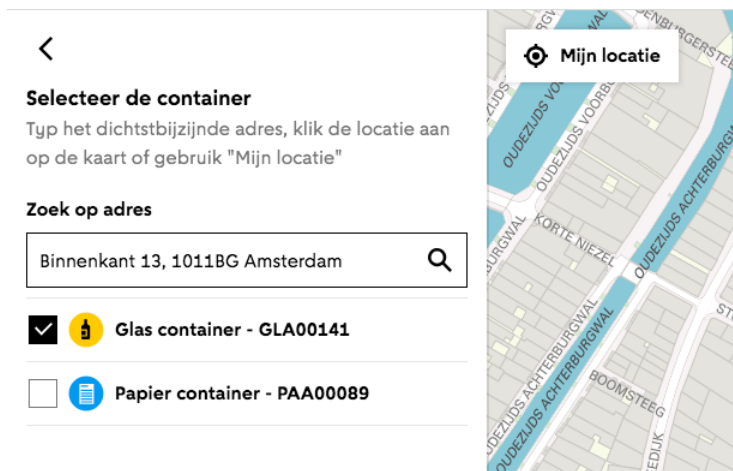 Selecteer de container
Typ het dichtstbijzijnde adres, klik de locatie aan
op de kaart of gebruik "Mijn locatie"
Zoek op adres
Binnenkant 13, 1011BG Amsterdam
Glas container - GLA00141
Papier container - PAA00089
Mijn locatie
OUDEZIJDS ACHTERBURGWAL
KORTE NIEZEL
OUDEZIJDS ACHTERBURGWAL
OUDEZIJDS ACHTERBURGWAL
BOOMSTEEG